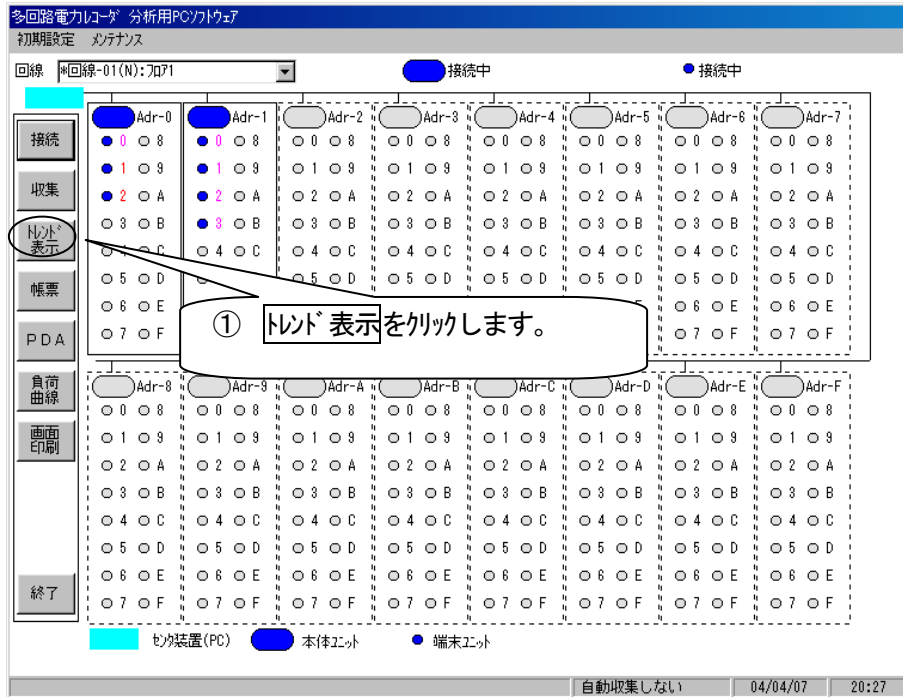 多回路電力ﾚｺｰﾀﾞ 分析用PCｿﾌﾄｳｪｱ
初期設定 ﾒﾝﾃﾅﾝｽ
回線 *回線-01(N):ﾌﾛｱ1 接続中 接続中
Adr-0 Adr-1 Adr-2 Adr-3 Adr-4 Adr-5 Adr-6 Adr-7
接続 0 8 0 8 0 8 0 8 0 8 0 8 0 8 0 8
1 9 1 9 1 9 1 9 1 9 1 9 1 9 1 9
収集 2 A 2 A 2 A 2 A 2 A 2 A 2 A 2 A
ﾄﾚﾝﾄﾞ 3 B 3 B 3 B 3 B 3 B 3 B 3 B 3 B
表示 4 C 4 C 4 C 4 C 4 C 4 C 4 C 4 C
帳票 5 D 5 D 5 D 5 D 5 D 6 D 5 D
6 E E 6 E 6 E
① ﾄﾚﾝﾄﾞ表示をｸﾘｯｸします。
PDA 7 F 7 F 7 F
負荷
曲線
Adr-8 Adr-9 Adr-A Adr-B Adr-C Adr-D Adr-E Adr-F
0 8 0 8 0 8 0 8 0 8 0 8 0 8 0 8
画面
印刷
1 9 1 9 1 9 1 9 1 9 1 9 1 9 1 9
2 A 2 A 2 A 2 A 2 A 2 A 2 A 2 A
3 B 3 B 3 B 3 B 3 B 3 B 3 B 3 B
4 C 4 C 4 C 4 C 4 C 4 C 4 C 4 C
5 D 5 D 5 D 5 D 5 D 5 D 5 D 5 D
6 E 6 E 6 E 6 E 6 E 6 E 6 E 6 E
終了 7 F 7 F 7 F 7 F 7 F 7 F 7 F 7 F
ｾﾝﾀ装置(PC) 本体ﾕﾆｯﾄ 端末ﾕﾆｯﾄ
自動収集しない 04/04/07 20:27